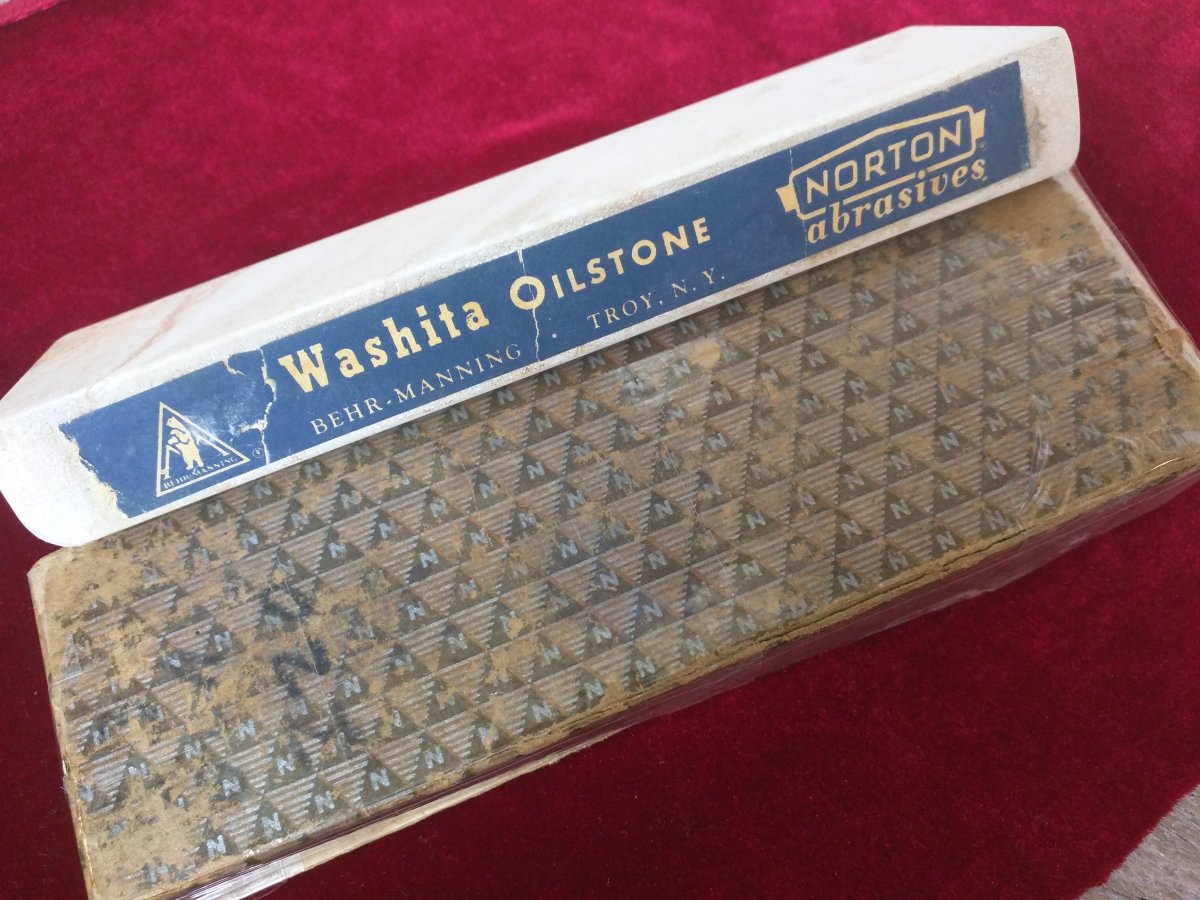 Washita OILSTONE
BEHR-MANNING · TROY, N. Y.
NORTON
abrasives
BEHR-MANNING